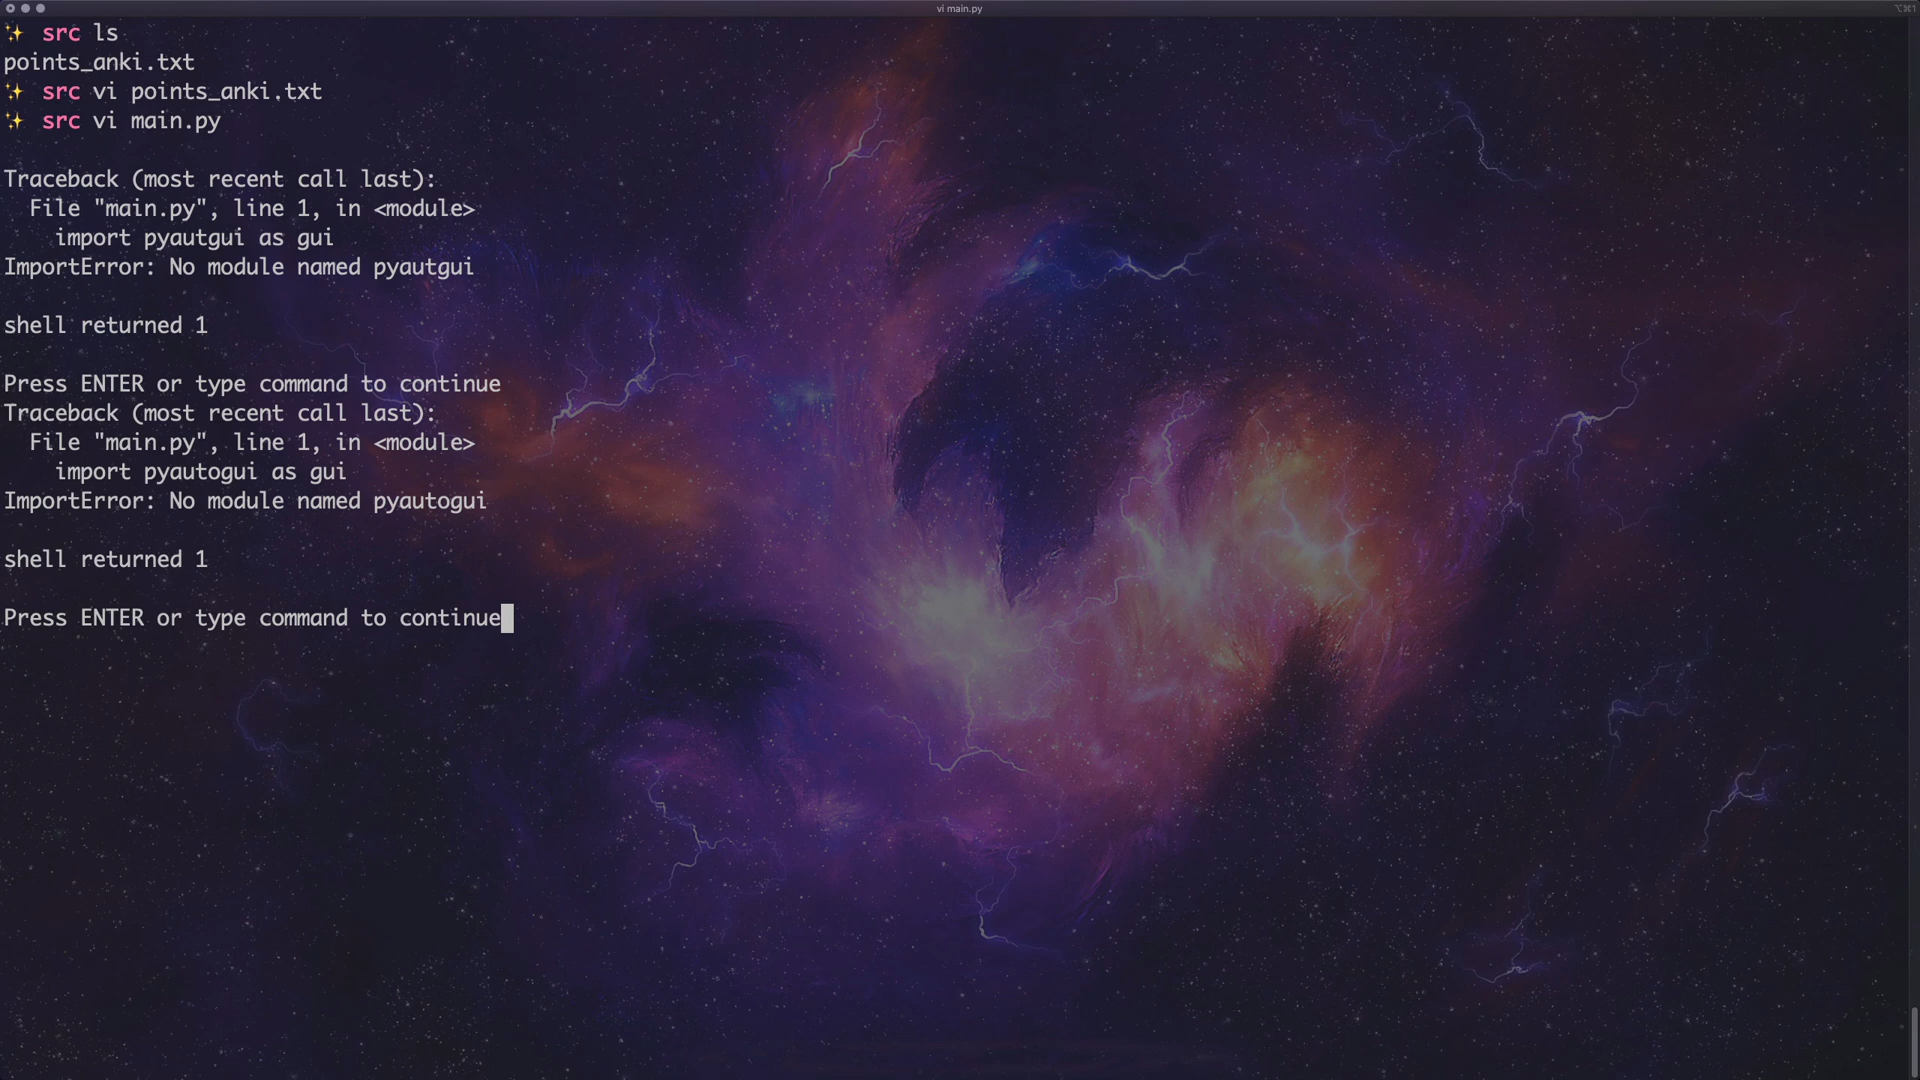 vi main.py
⌥⌘1
✨ src ls
points_anki.txt
✨ src vi points_anki.txt
✨ src vi main.py
Traceback (most recent call last):
  File "main.py", line 1, in <module>
    import pyautgui as gui
ImportError: No module named pyautgui
shell returned 1
Press ENTER or type command to continue
Traceback (most recent call last):
  File "main.py", line 1, in <module>
    import pyautogui as gui
ImportError: No module named pyautogui
shell returned 1
Press ENTER or type command to continue